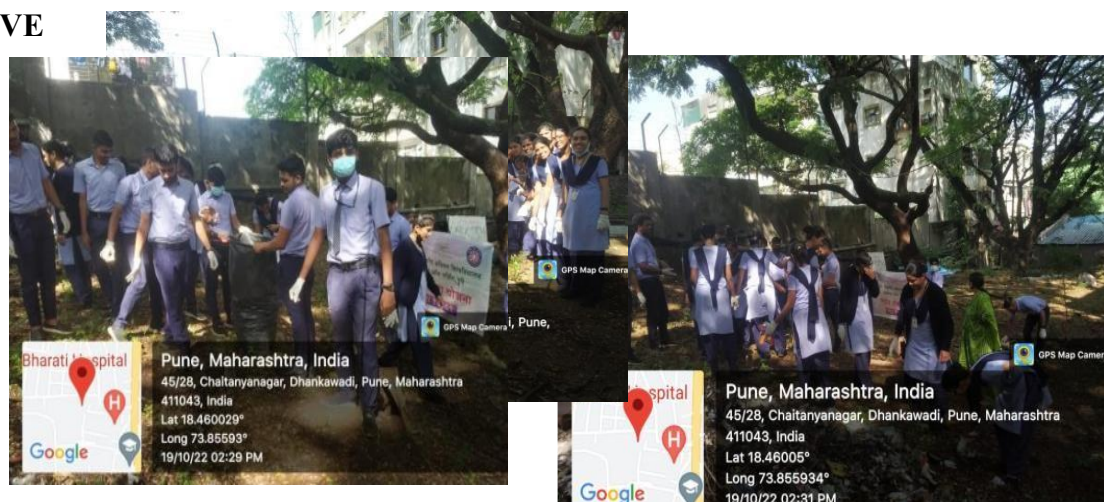 VE
GPS Map Camera
Bharati Hospital
Google
Pune, Maharashtra, India
45/28, Chaitanyanagar, Dhankawadi, Pune, Maharashtra
411043, India
Lat 18.460029°
Long 73.85593°
19/10/22 02:29 PM
GPS Map Camera
i, Pune,
GPS Map Camer
spital
Google
Pune, Maharashtra, India
45/28, Chaitanyanagar, Dhankawadi, Pune, Maharashtra
411043, India
Lat 18.46005°
Long 73.855934°
19/10/22 02:31 PM